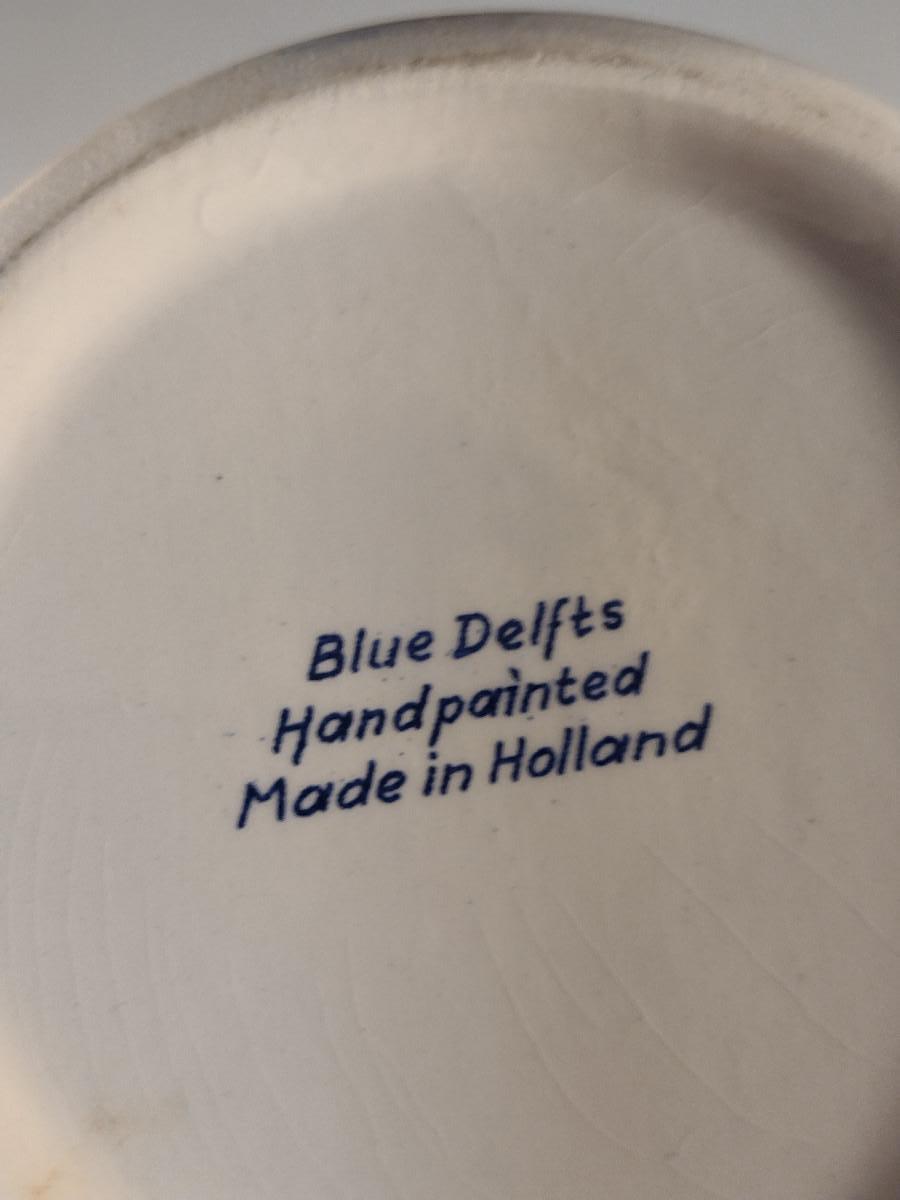 Blue Delfts
Handpainted
Made in Holland